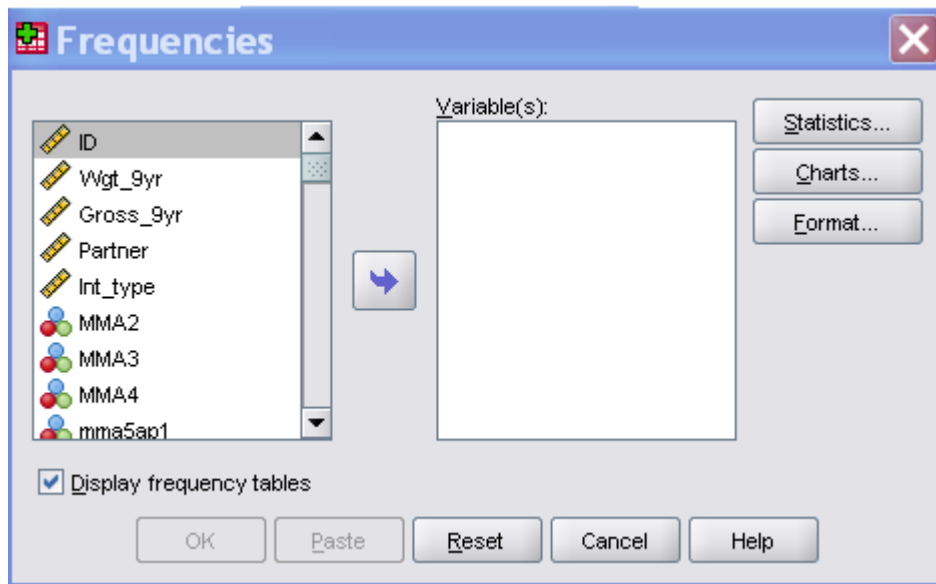 Frequencies
Variable(s):
ID
Wgt_9yr
Gross_9yr
Partner
Int_type
MMA2
MMA3
MMA4
mma5ap1
Statistics...
Charts...
Format...
Display frequency tables
OK Paste Reset Cancel Help